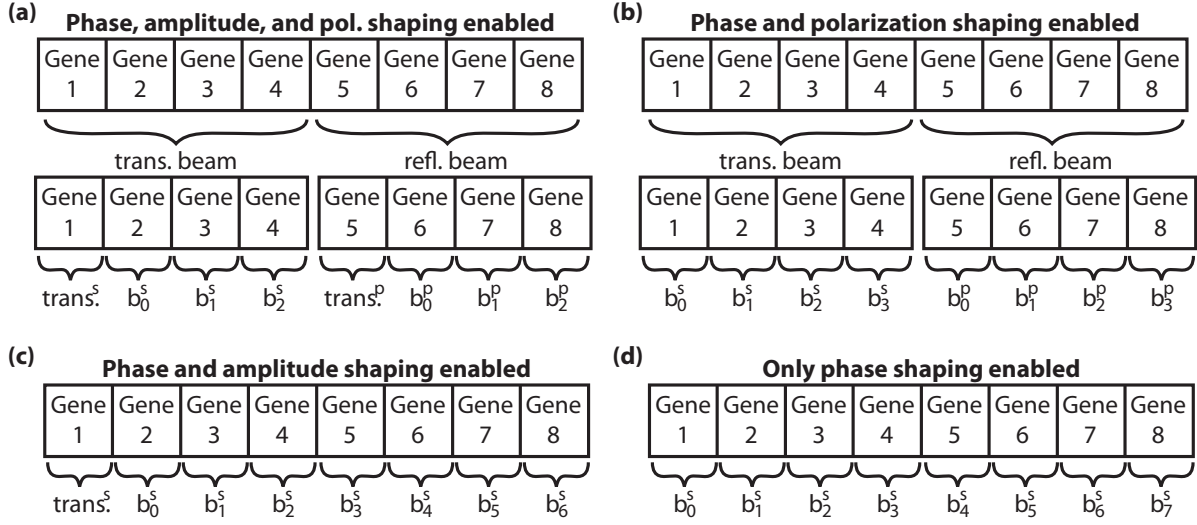 (a) Phase, amplitude, and pol. shaping enabled
Gene 1 Gene 2 Gene 3 Gene 4 Gene 5 Gene 6 Gene 7 Gene 8
trans. beam refl. beam
Gene 1 Gene 2 Gene 3 Gene 4 Gene 5 Gene 6 Gene 7 Gene 8
trans.^s b_0^s b_1^s b_2^s trans.^p b_0^p b_1^p b_2^p
(b) Phase and polarization shaping enabled
Gene 1 Gene 2 Gene 3 Gene 4 Gene 5 Gene 6 Gene 7 Gene 8
trans. beam refl. beam
Gene 1 Gene 2 Gene 3 Gene 4 Gene 5 Gene 6 Gene 7 Gene 8
b_0^s b_1^s b_2^s b_3^s b_0^p b_1^p b_2^p b_3^p
(c) Phase and amplitude shaping enabled
Gene 1 Gene 2 Gene 3 Gene 4 Gene 5 Gene 6 Gene 7 Gene 8
trans.^s b_0^s b_1^s b_2^s b_3^s b_4^s b_5^s b_6^s
(d) Only phase shaping enabled
Gene 1 Gene 2 Gene 3 Gene 4 Gene 5 Gene 6 Gene 7 Gene 8
b_0^s b_1^s b_2^s b_3^s b_4^s b_5^s b_6^s b_7^s